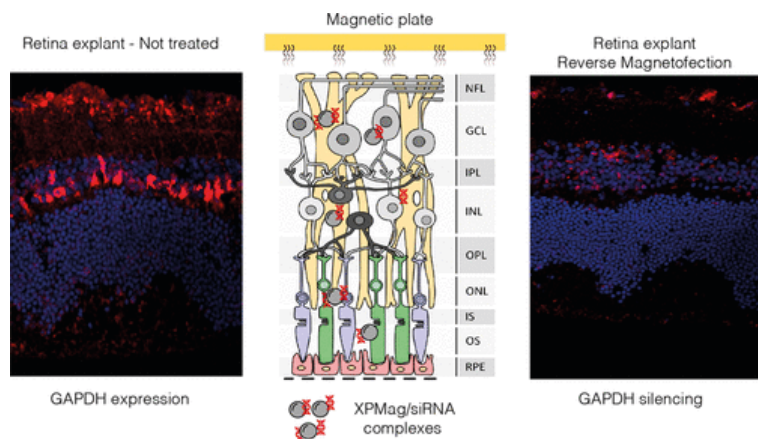 Magnetic plate
Retina explant - Not treated
Retina explant
Reverse Magnetofection
NFL
GCL
IPL
INL
OPL
ONL
IS
OS
RPE
GAPDH expression
XPMag/siRNA
complexes
GAPDH silencing